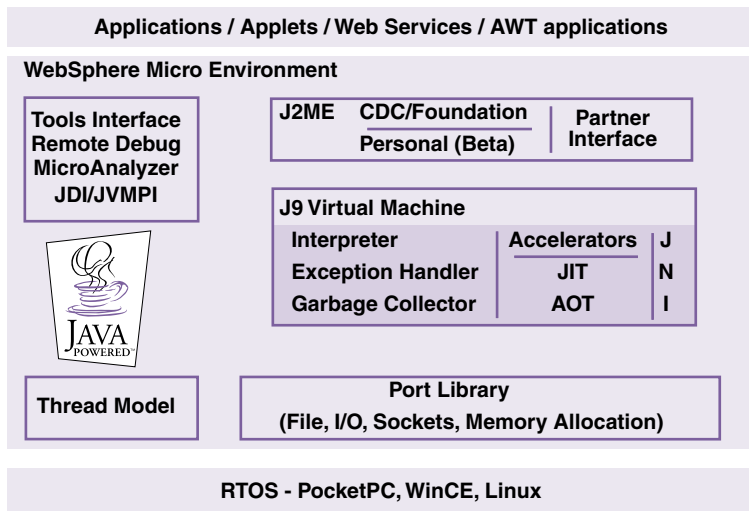 Applications / Applets / Web Services / AWT applications
WebSphere Micro Environment
Tools Interface
Remote Debug
MicroAnalyzer
JDI/JVMPI
J2ME
CDC/Foundation
Personal (Beta)
Partner
Interface
J9 Virtual Machine
Interpreter
Exception Handler
Garbage Collector
Accelerators
JIT
AOT
J
N
I
JAVA
POWERED™
Thread Model
Port Library
(File, I/O, Sockets, Memory Allocation)
RTOS - PocketPC, WinCE, Linux